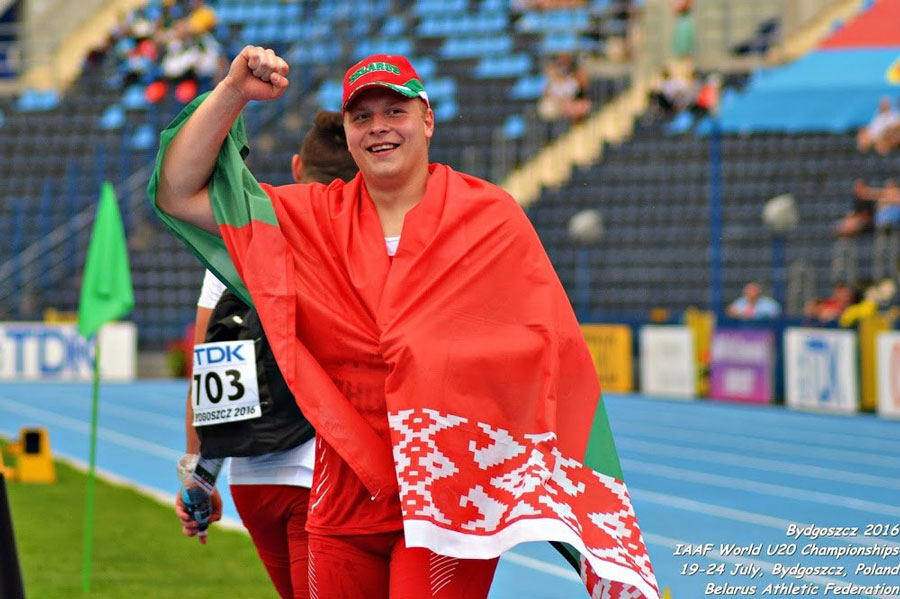 BELARUS
TDK
TDK
703
BYDGOSZCZ 2016
Bydgoszcz 2016
IAAF World U20 Championships
19-24 July, Bydgoszcz, Poland
Belarus Athletic Federation